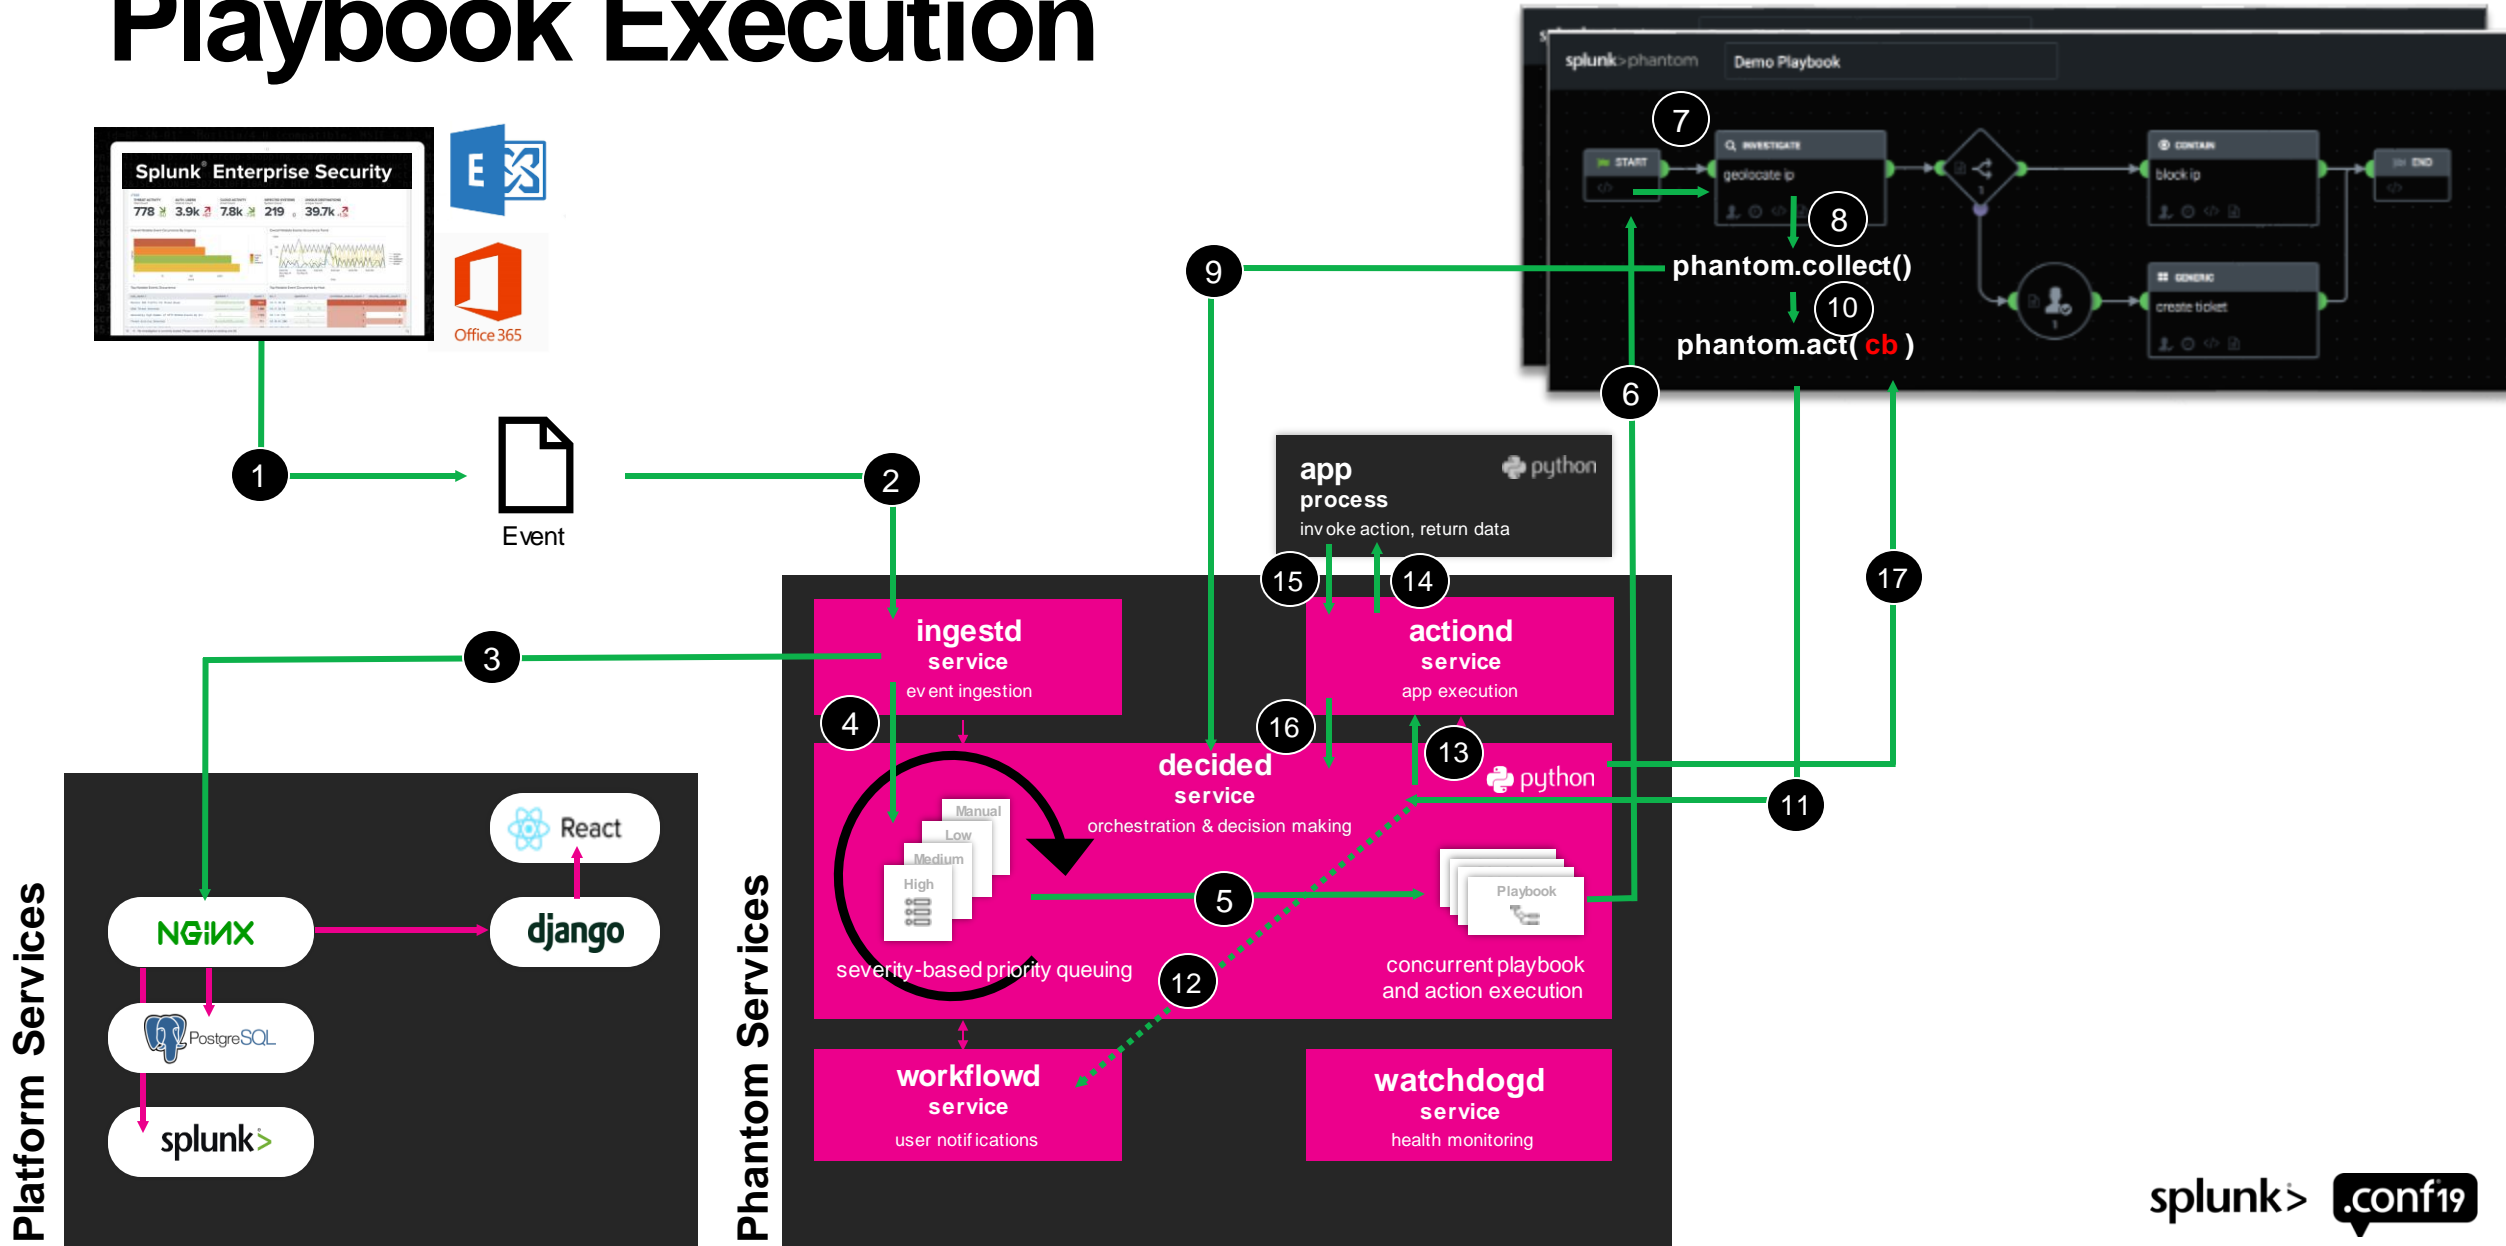 Playbook Execution
Splunk® Enterprise Security
778
3.9k
7.8k
219
39.7k
E
Office 365
1
Event
2
3
splunk>phantom
Demo Playbook
7
START
INVESTIGATE
geolocate ip
1
CONTAIN
block ip
END
8
9
phantom.collect()
10
phantom.act( cb )
GENERIC
create ticket
1
6
app
process
invoke action, return data
python
15
14
17
ingestd
service
event ingestion
actiond
service
app execution
4
16
13
decided
service
orchestration & decision making
python
11
Manual
Low
Medium
High
5
Playbook
severity-based priority queuing
12
concurrent playbook
and action execution
workflowd
service
user notifications
watchdogd
service
health monitoring
Phantom Services
Platform Services
React
NGINX
django
PostgreSQL
splunk>
splunk>
.conf19